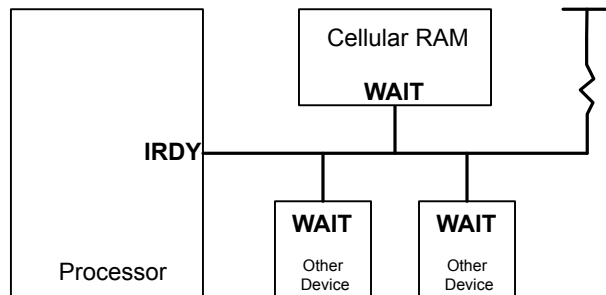 Cellular RAM
WAIT
IRDY
WAIT
WAIT
Other
Device
Other
Device
Processor